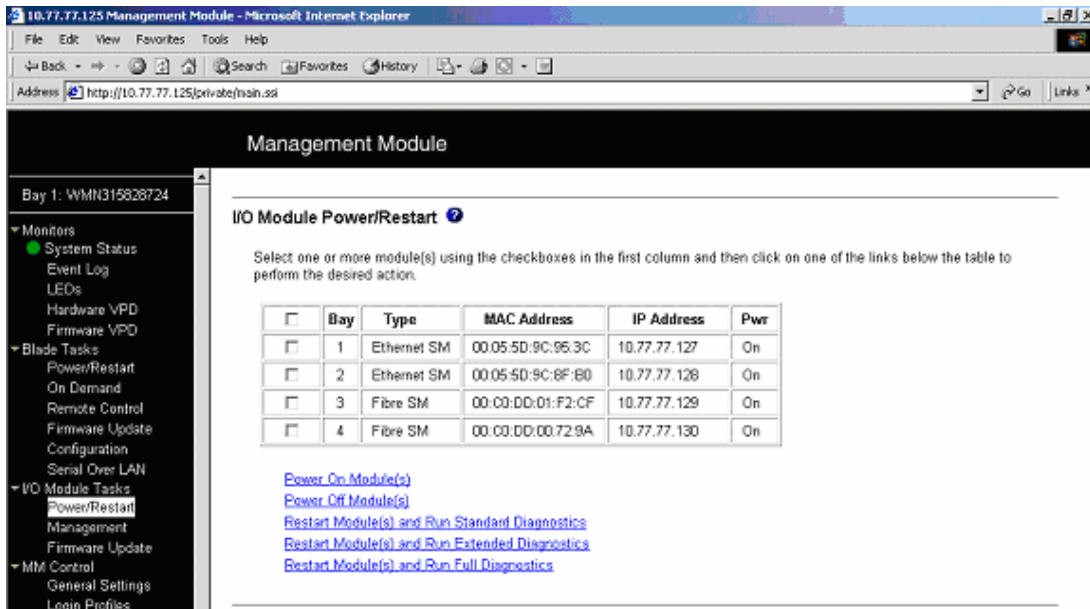 10.77.77.125 Management Module - Microsoft Internet Explorer
File Edit View Favorites Tools Help
Back Search Favorites History
Address http://10.77.77.125/private/main.ssi Go Links
Management Module
Bay 1: WMN315828724
Monitors
System Status
Event Log
LEDs
Hardware VPD
Firmware VPD
Blade Tasks
Power/Restart
On Demand
Remote Control
Firmware Update
Configuration
Serial Over LAN
I/O Module Tasks
Power/Restart
Management
Firmware Update
MM Control
General Settings
Login Profiles
I/O Module Power/Restart ?
Select one or more module(s) using the checkboxes in the first column and then click on one of the links below the table to
perform the desired action.
Bay Type MAC Address IP Address Pwr
1 Ethernet SM 00:05:5D:9C:95:3C 10.77.77.127 On
2 Ethernet SM 00:05:5D:9C:8F:B0 10.77.77.128 On
3 Fibre SM 00:C0:DD:01:F2:CF 10.77.77.129 On
4 Fibre SM 00:C0:DD:00:72:9A 10.77.77.130 On
Power On Module(s)
Power Off Module(s)
Restart Module(s) and Run Standard Diagnostics
Restart Module(s) and Run Extended Diagnostics
Restart Module(s) and Run Full Diagnostics